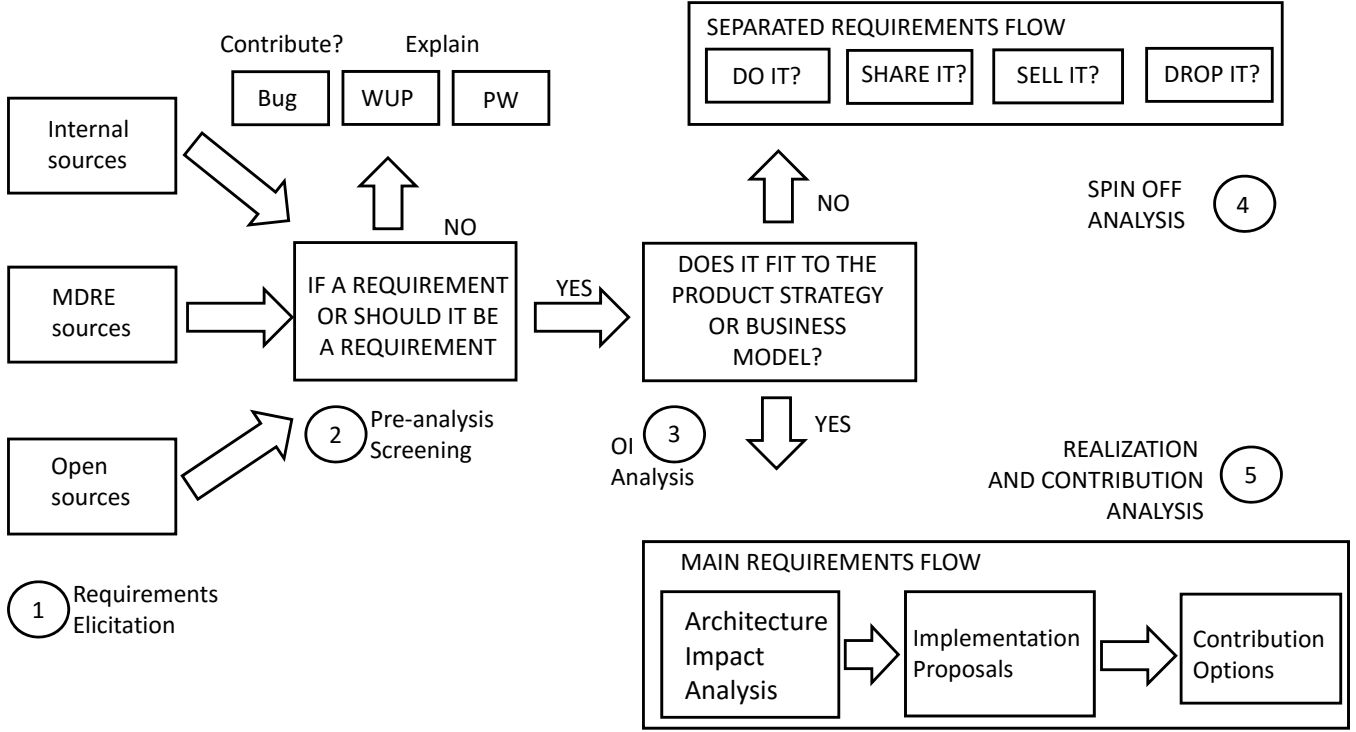 Contribute?
Explain
Bug
WUP
PW
SEPARATED REQUIREMENTS FLOW
DO IT?
SHARE IT?
SELL IT?
DROP IT?
Internal
sources
NO
NO
SPIN OFF
ANALYSIS
4
MDRE
sources
IF A REQUIREMENT
OR SHOULD IT BE
A REQUIREMENT
YES
DOES IT FIT TO THE
PRODUCT STRATEGY
OR BUSINESS
MODEL?
2
Pre-analysis
Screening
OI
Analysis
3
YES
Open
sources
REALIZATION
AND CONTRIBUTION
ANALYSIS
5
1
Requirements
Elicitation
MAIN REQUIREMENTS FLOW
Architecture
Impact
Analysis
Implementation
Proposals
Contribution
Options